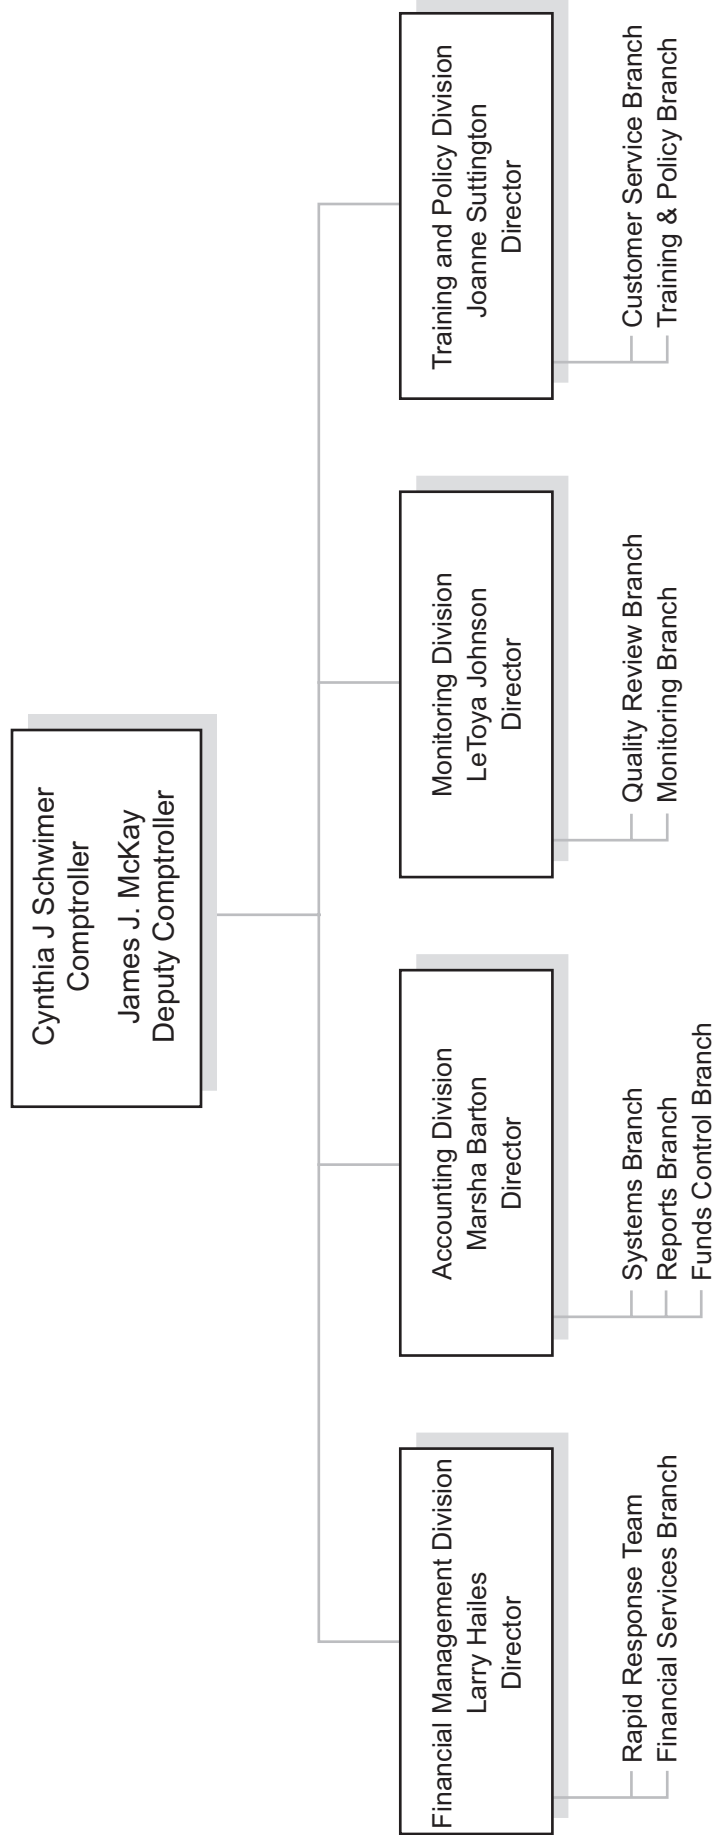 Cynthia J Schwimer
Comptroller
James J. McKay
Deputy Comptroller
Financial Management Division
Larry Hailes
Director
Rapid Response Team
Financial Services Branch
Accounting Division
Marsha Barton
Director
Systems Branch
Reports Branch
Funds Control Branch
Monitoring Division
LeToya Johnson
Director
Quality Review Branch
Monitoring Branch
Training and Policy Division
Joanne Suttington
Director
Customer Service Branch
Training & Policy Branch